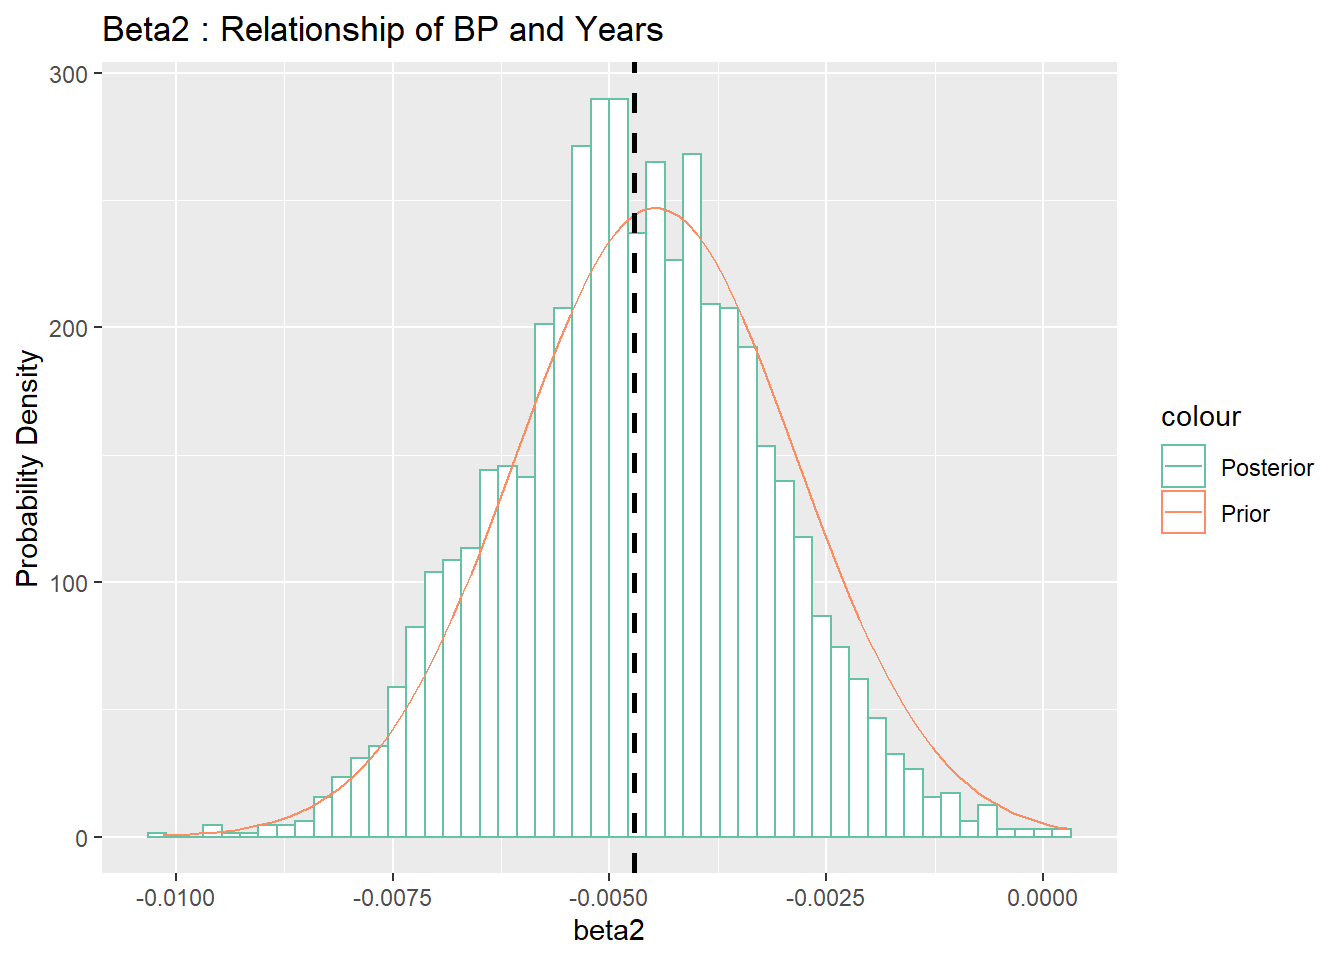 Beta2 : Relationship of BP and Years
300
200
100
0
Probability Density
-0.0100
-0.0075
-0.0050
-0.0025
0.0000
beta2
colour
Posterior
Prior